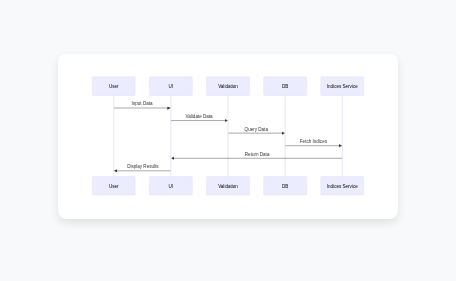 User
UI
Validation
DB
Indices Service
Input Data
Validate Data
Query Data
Fetch Indices
Return Data
Display Results
User
UI
Validation
DB
Indices Service